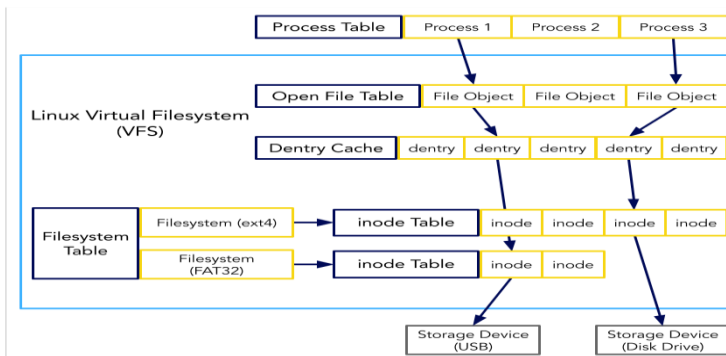 Process Table Process 1 Process 2 Process 3
Open File Table File Object File Object File Object
Linux Virtual Filesystem
(VFS)
Dentry Cache dentry dentry dentry dentry dentry
Filesystem
Table
Filesystem (ext4) inode Table inode inode inode inode
Filesystem
(FAT32)
inode Table inode inode
Storage Device
(USB)
Storage Device
(Disk Drive)